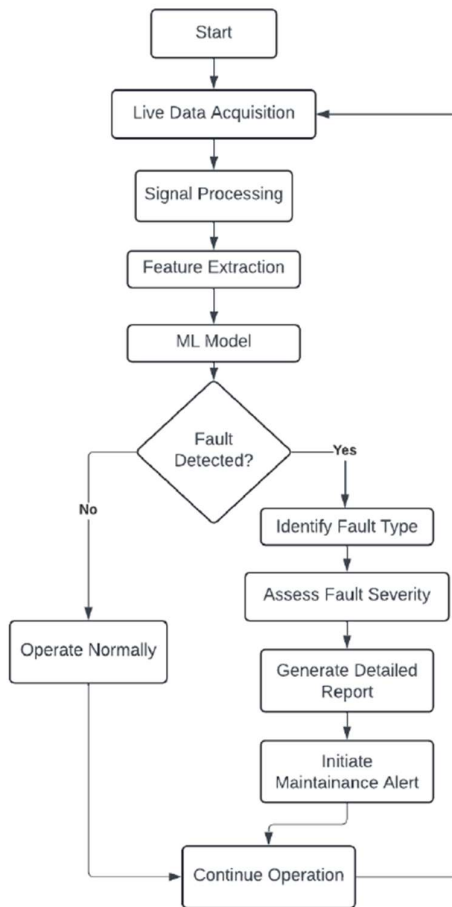 Start
Live Data Acquisition
Signal Processing
Feature Extraction
ML Model
Fault
Detected?
Yes
No
Identify Fault Type
Assess Fault Severity
Operate Normally
Generate Detailed
Report
Initiate
Maintainance Alert
Continue Operation